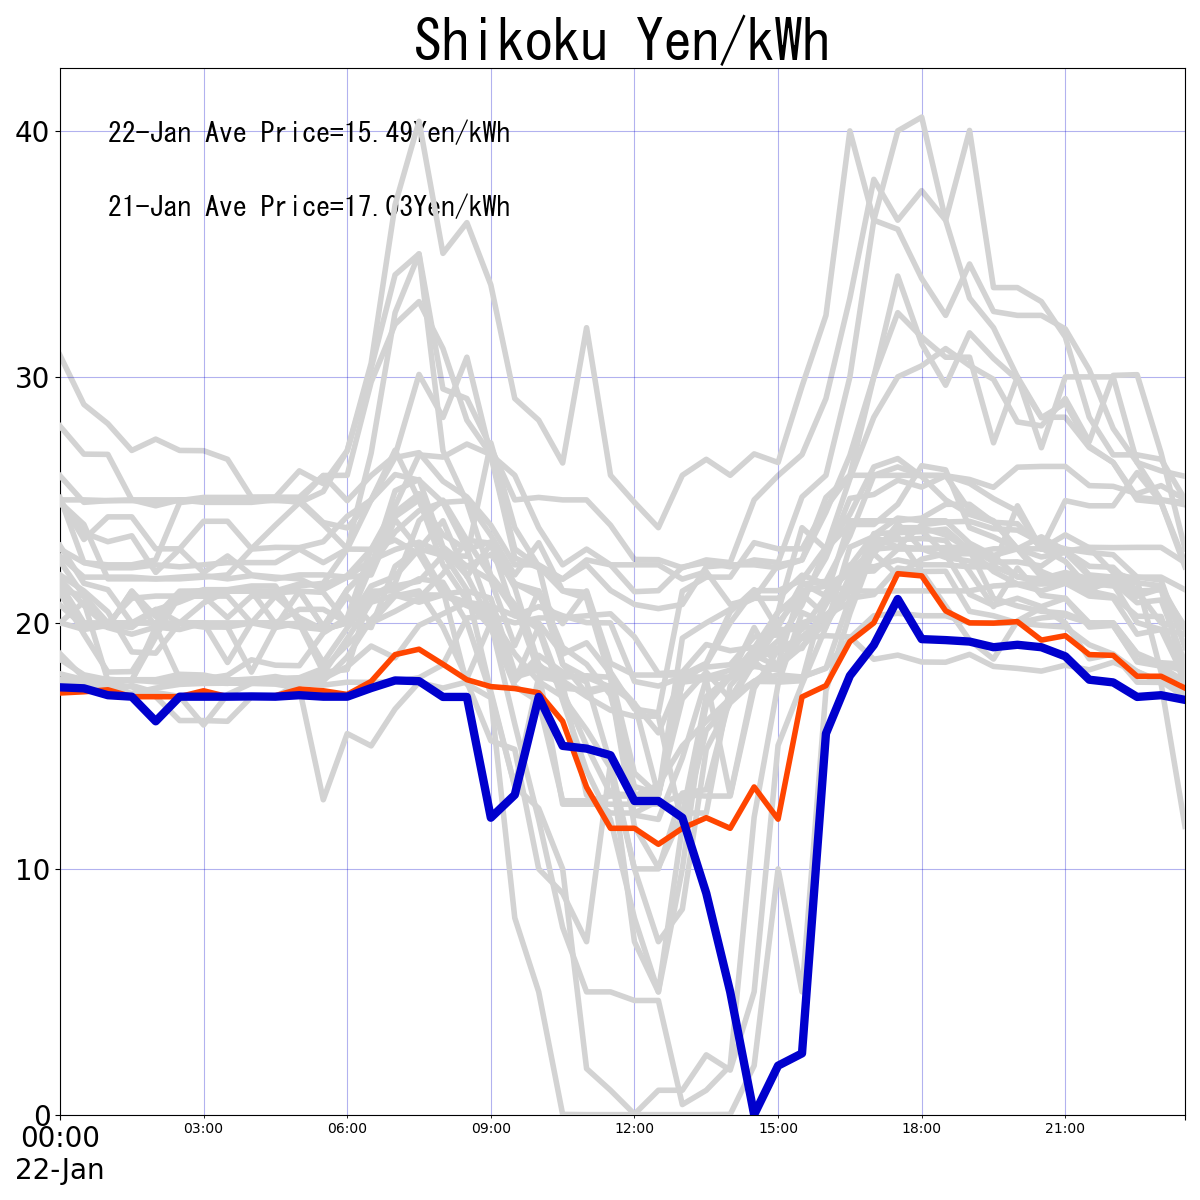 Shikoku Yen/kWh
22-Jan Ave Price=15.49Yen/kWh
21-Jan Ave Price=17.03Yen/kWh
40
30
20
10
0
00:00 03:00 06:00 09:00 12:00 15:00 18:00 21:00
22-Jan